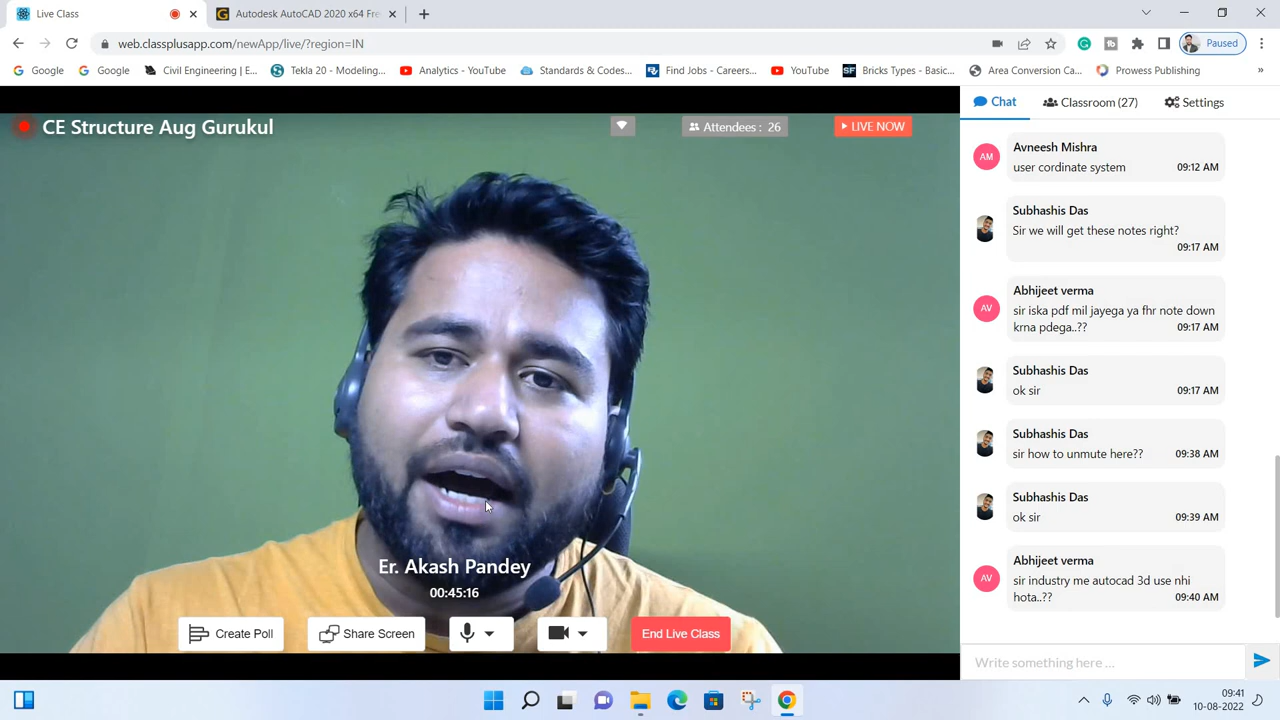 Live Class
Autodesk AutoCAD 2020 x64 Fre
web.classplusapp.com/newApp/live/?region=IN
Paused
Google
Google
Civil Engineering | E...
Tekla 20 - Modeling...
Analytics - YouTube
Standards & Codes...
Find Jobs - Careers...
YouTube
Bricks Types - Basic...
Area Conversion Ca...
Prowess Publishing
CE Structure Aug Gurukul
Attendees : 26
LIVE NOW
Er. Akash Pandey
00:45:16
Create Poll
Share Screen
End Live Class
Chat
Classroom (27)
Settings
AM
Avneesh Mishra
user cordinate system
09:12 AM
Subhashis Das
Sir we will get these notes right?
09:17 AM
AV
Abhijeet verma
sir iska pdf mil jayega ya fhr note down
krna pdega..??
09:17 AM
Subhashis Das
ok sir
09:17 AM
Subhashis Das
sir how to unmute here??
09:38 AM
Subhashis Das
ok sir
09:39 AM
AV
Abhijeet verma
sir industry me autocad 3d use nhi
hota..??
09:40 AM
Write something here ...
09:41
10-08-2022